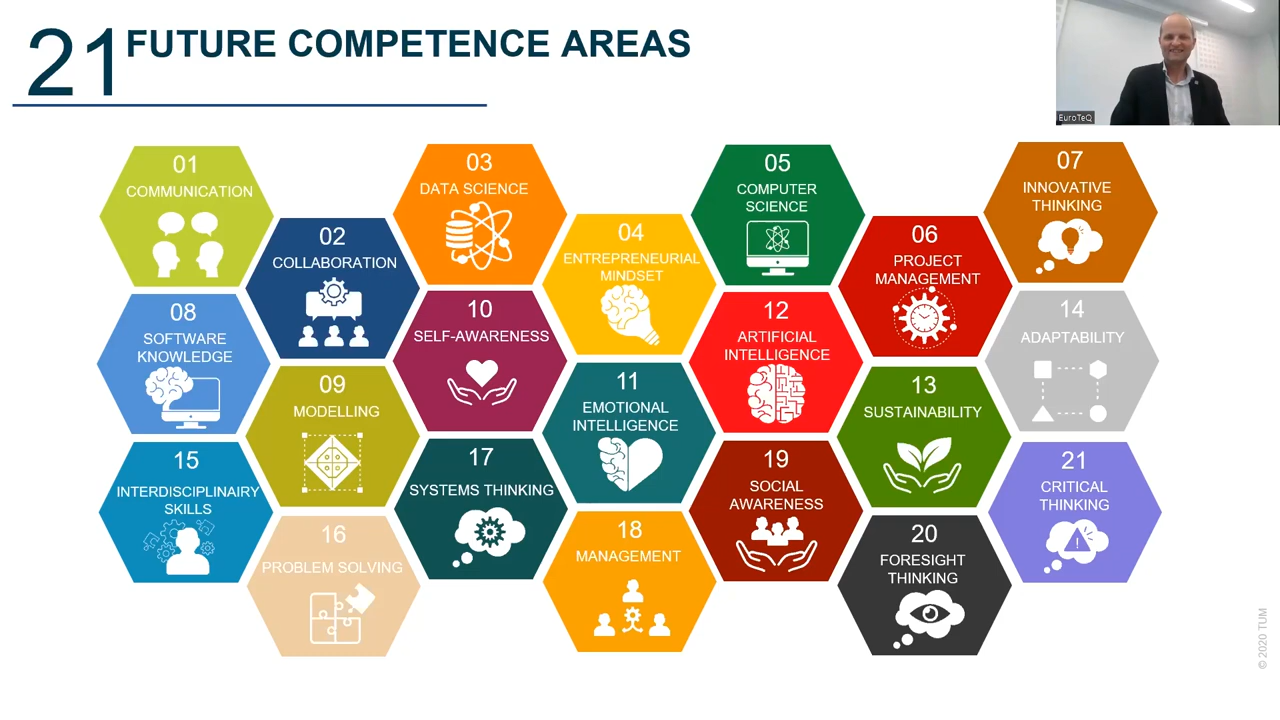 21 FUTURE COMPETENCE AREAS
EuroTeQ
01
COMMUNICATION
02
COLLABORATION
03
DATA SCIENCE
04
ENTREPRENEURIAL
MINDSET
05
COMPUTER
SCIENCE
06
PROJECT
MANAGEMENT
07
INNOVATIVE
THINKING
08
SOFTWARE
KNOWLEDGE
09
MODELLING
10
SELF-AWARENESS
11
EMOTIONAL
INTELLIGENCE
12
ARTIFICIAL
INTELLIGENCE
13
SUSTAINABILITY
14
ADAPTABILITY
15
INTERDISCIPLINAIRY
SKILLS
16
PROBLEM SOLVING
17
SYSTEMS THINKING
18
MANAGEMENT
19
SOCIAL
AWARENESS
20
FORESIGHT
THINKING
21
CRITICAL
THINKING
© 2020 TUM